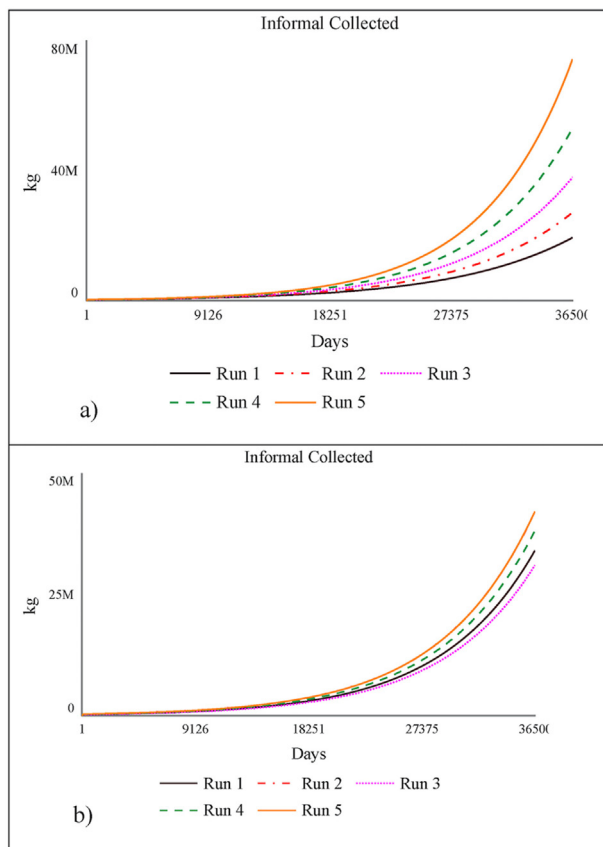 Informal Collected
80M
40M
kg
0
1 9126 18251 27375 36500
Days
Run 1 Run 2 Run 3
Run 4 Run 5
a)
Informal Collected
50M
25M
kg
0
1 9126 18251 27375 36500
Days
Run 1 Run 2 Run 3
Run 4 Run 5
b)